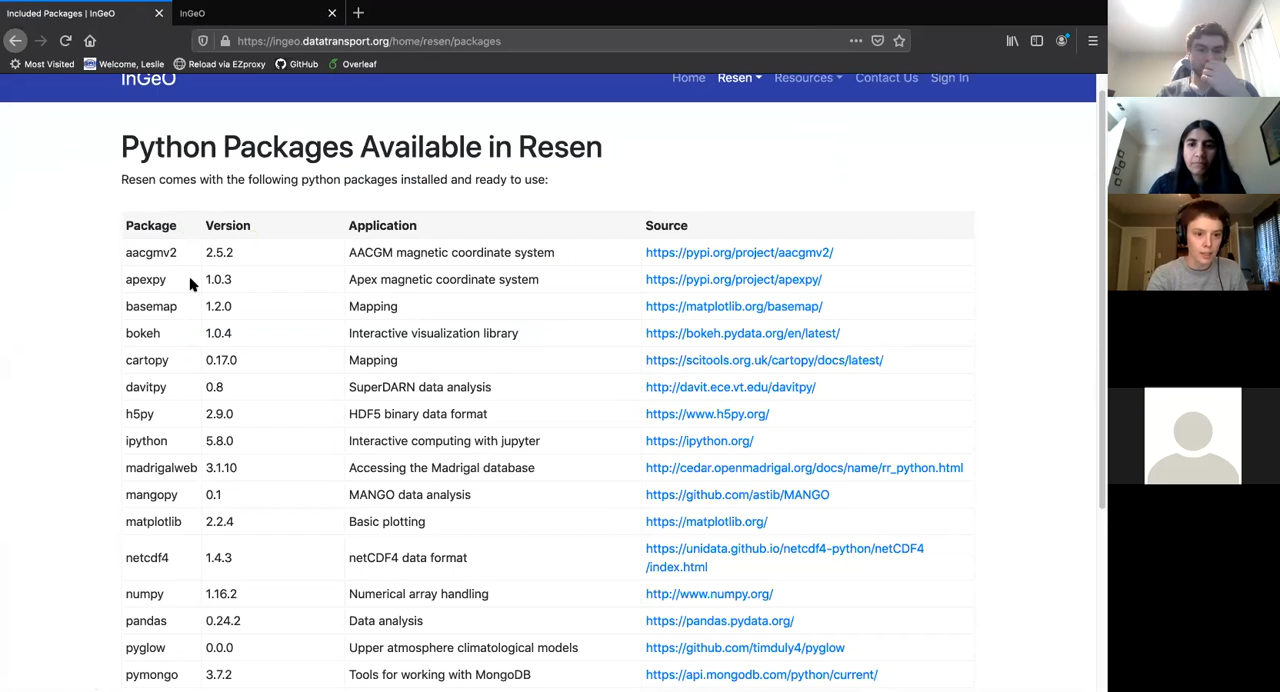 Included Packages | InGeO
InGeO
https://ingeo.datatransport.org/home/resen/packages
Most Visited Welcome, Leslie Reload via EZproxy GitHub Overleaf
InGeO Home Resen Resources Contact Us Sign In
Python Packages Available in Resen
Resen comes with the following python packages installed and ready to use:
Package Version Application Source
aacgmv2 2.5.2 AACGM magnetic coordinate system https://pypi.org/project/aacgmv2/
apexpy 1.0.3 Apex magnetic coordinate system https://pypi.org/project/apexpy/
basemap 1.2.0 Mapping https://matplotlib.org/basemap/
bokeh 1.0.4 Interactive visualization library https://bokeh.pydata.org/en/latest/
cartopy 0.17.0 Mapping https://scitools.org.uk/cartopy/docs/latest/
davitpy 0.8 SuperDARN data analysis http://davit.ece.vt.edu/davitpy/
h5py 2.9.0 HDF5 binary data format https://www.h5py.org/
ipython 5.8.0 Interactive computing with jupyter https://ipython.org/
madrigalweb 3.1.10 Accessing the Madrigal database http://cedar.openmadrigal.org/docs/name/rr_python.html
mangopy 0.1 MANGO data analysis https://github.com/astib/MANGO
matplotlib 2.2.4 Basic plotting https://matplotlib.org/
netcdf4 1.4.3 netCDF4 data format https://unidata.github.io/netcdf4-python/netCDF4
/index.html
numpy 1.16.2 Numerical array handling http://www.numpy.org/
pandas 0.24.2 Data analysis https://pandas.pydata.org/
pyglow 0.0.0 Upper atmosphere climatological models https://github.com/timduly4/pyglow
pymongo 3.7.2 Tools for working with MongoDB https://api.mongodb.com/python/current/